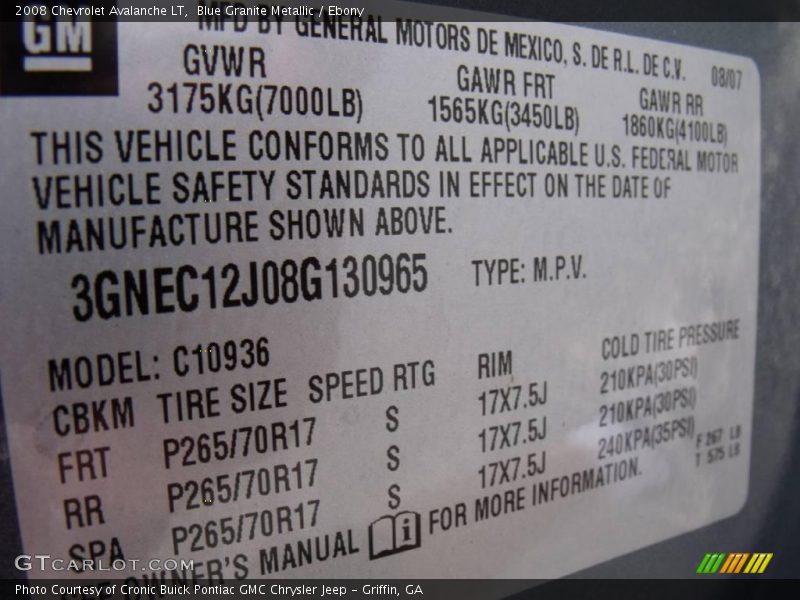 2008 Chevrolet Avalanche LT, Blue Granite Metallic / Ebony
GM
MFD BY GENERAL MOTORS DE MEXICO, S. DE R.L. DE C.V. 08/07
GVWR GAWR FRT GAWR RR
3175KG(7000LB) 1565KG(3450LB) 1860KG(4100LB)
THIS VEHICLE CONFORMS TO ALL APPLICABLE U.S. FEDERAL MOTOR
VEHICLE SAFETY STANDARDS IN EFFECT ON THE DATE OF
MANUFACTURE SHOWN ABOVE.
3GNEC12J08G130965 TYPE: M.P.V.
MODEL: C10936
CBKM TIRE SIZE SPEED RTG RIM COLD TIRE PRESSURE
FRT P265/70R17 S 17X7.5J 210KPA(30PSI)
RR P265/70R17 S 17X7.5J 210KPA(30PSI)
SPA P265/70R17 S 17X7.5J 240KPA(35PSI)
F 267 LB
T 575 LB
OWNER'S MANUAL FOR MORE INFORMATION.
GTcarlot.com
Photo Courtesy of Cronic Buick Pontiac GMC Chrysler Jeep - Griffin, GA